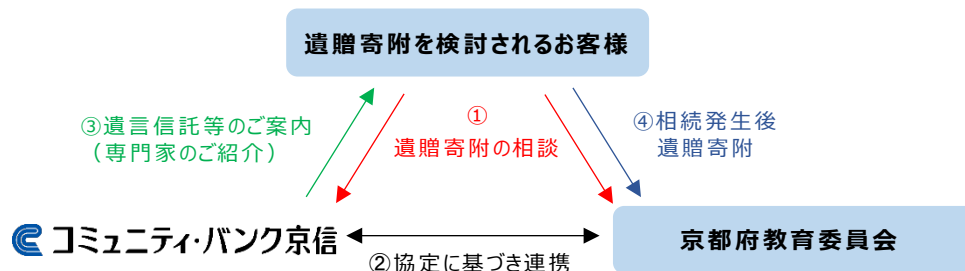 遺贈寄附を検討されるお客様
③遺言信託等のご案内
（専門家のご紹介）
①
遺贈寄附の相談
④相続発生後
遺贈寄附
コミュニティ・バンク京信
②協定に基づき連携
京都府教育委員会